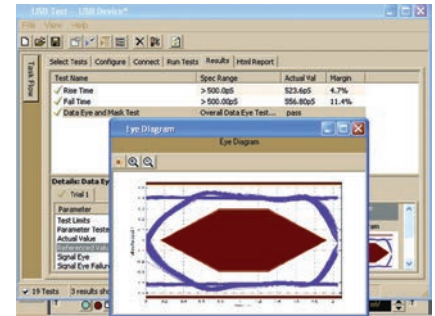 USB Test -- USB Device*
File View Help
Task Flow
Select Tests Configure Connect Run Tests Results Html Report
Test Name Spec Range Actual Val Margin
Rise Time > 500.0pS 523.6pS 4.7%
Fall Time > 500.00pS 556.80pS 11.4%
Data Eye and Mask Test Overal Data Eye Test... pass
Eye Diagram
Eye Diagram
Details: Data Ey
Trial 1
Parameter
Test Limits
Parameter Teste
Actual Value
Signal Eye
Signal Eye Failur
19 Tests 3 results sho